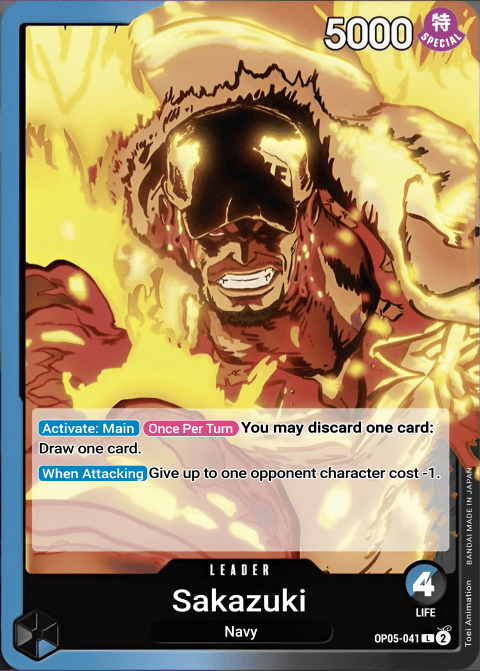 5000
特
SPECIAL
Activate: Main Once Per Turn You may discard one card:
Draw one card.
When Attacking Give up to one opponent character cost -1.
LEADER
Sakazuki
Navy
4
LIFE
OP05-041 L 2
Toei Animation BANDAI MADE IN JAPAN